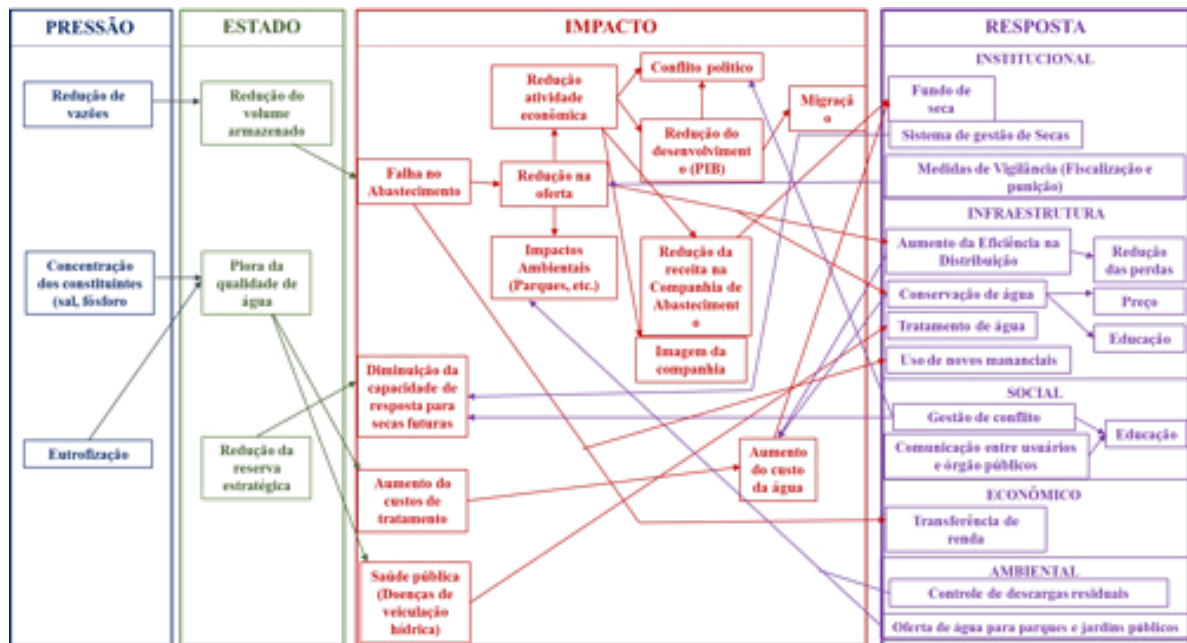 PRESSÃO
Redução de
vazões
Concentração
dos constituintes
(sal, fósforo
Eutrofização
ESTADO
Redução do
volume
armazenado
Piora da
qualidade de
água
Redução da
reserva
estratégica
IMPACTO
Falha no
Abastecimento
Redução
atividade
econômica
Redução na
oferta
Impactos
Ambientais
(Parques, etc.)
Conflito político
Redução do
desenvolviment
o (PIB)
Migraçã
o
Redução da
receita na
Companhia de
Abasteciment
o
Imagem da
companhia
Diminuição da
capacidade de
resposta para
secas futuras
Aumento do
custos de
tratamento
Saúde pública
(Doenças de
veiculação
hídrica)
Aumento
do custo
da água
RESPOSTA
INSTITUCIONAL
Fundo de
seca
Sistema de gestão de Secas
Medidas de Vigilância (Fiscalização e
punição)
INFRAESTRUTURA
Aumento da Eficiência na
Distribuição
Redução
das perdas
Conservação de água
Preço
Tratamento de água
Educação
Uso de novos mananciais
SOCIAL
Gestão de conflito
Comunicação entre usuários
e órgão públicos
Educação
ECONÔMICO
Transferência de
renda
AMBIENTAL
Controle de descargas residuais
Oferta de água para parques e jardins públicos